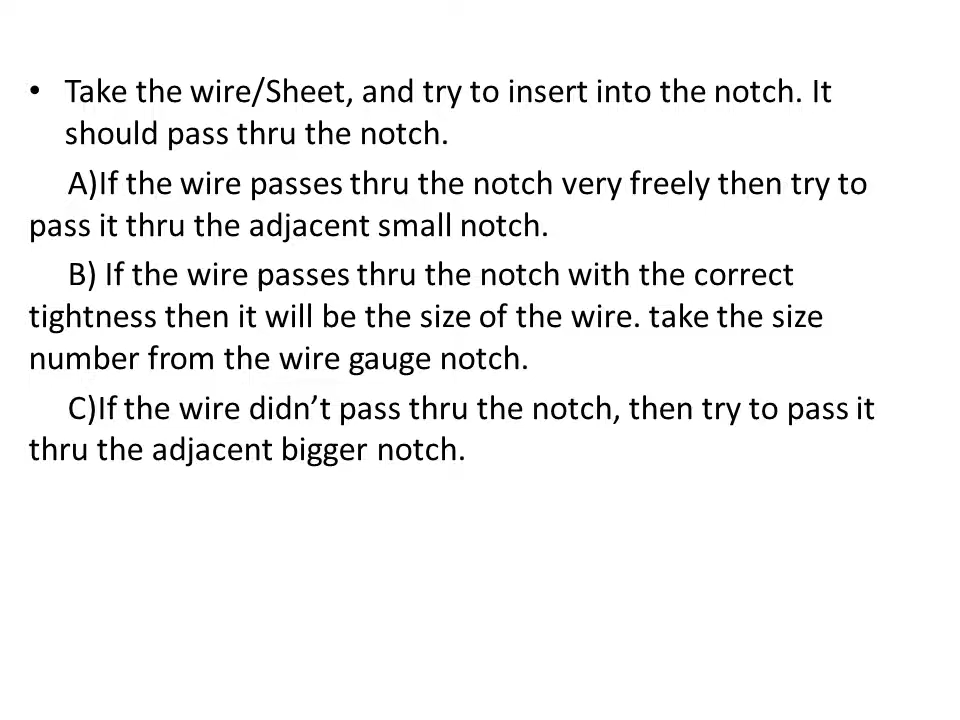 • Take the wire/Sheet, and try to insert into the notch. It
should pass thru the notch.
A)If the wire passes thru the notch very freely then try to
pass it thru the adjacent small notch.
B) If the wire passes thru the notch with the correct
tightness then it will be the size of the wire. take the size
number from the wire gauge notch.
C)If the wire didn’t pass thru the notch, then try to pass it
thru the adjacent bigger notch.